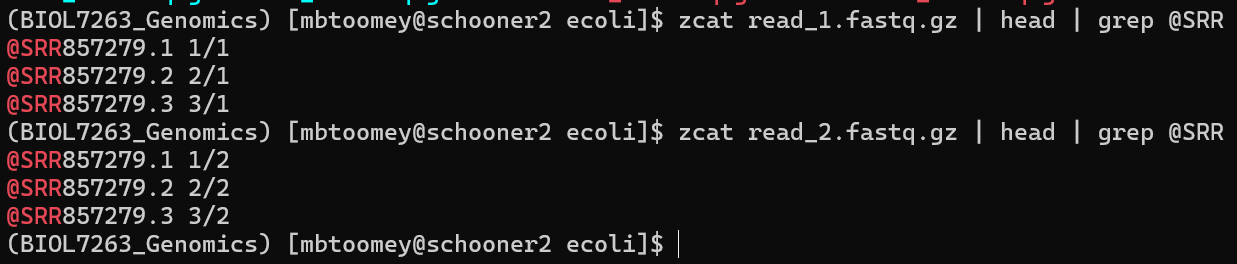 (BIOL7263_Genomics) [mbtoomey@schooner2 ecoli]$ zcat read_1.fastq.gz | head | grep @SRR
@SRR857279.1 1/1
@SRR857279.2 2/1
@SRR857279.3 3/1
(BIOL7263_Genomics) [mbtoomey@schooner2 ecoli]$ zcat read_2.fastq.gz | head | grep @SRR
@SRR857279.1 1/2
@SRR857279.2 2/2
@SRR857279.3 3/2
(BIOL7263_Genomics) [mbtoomey@schooner2 ecoli]$